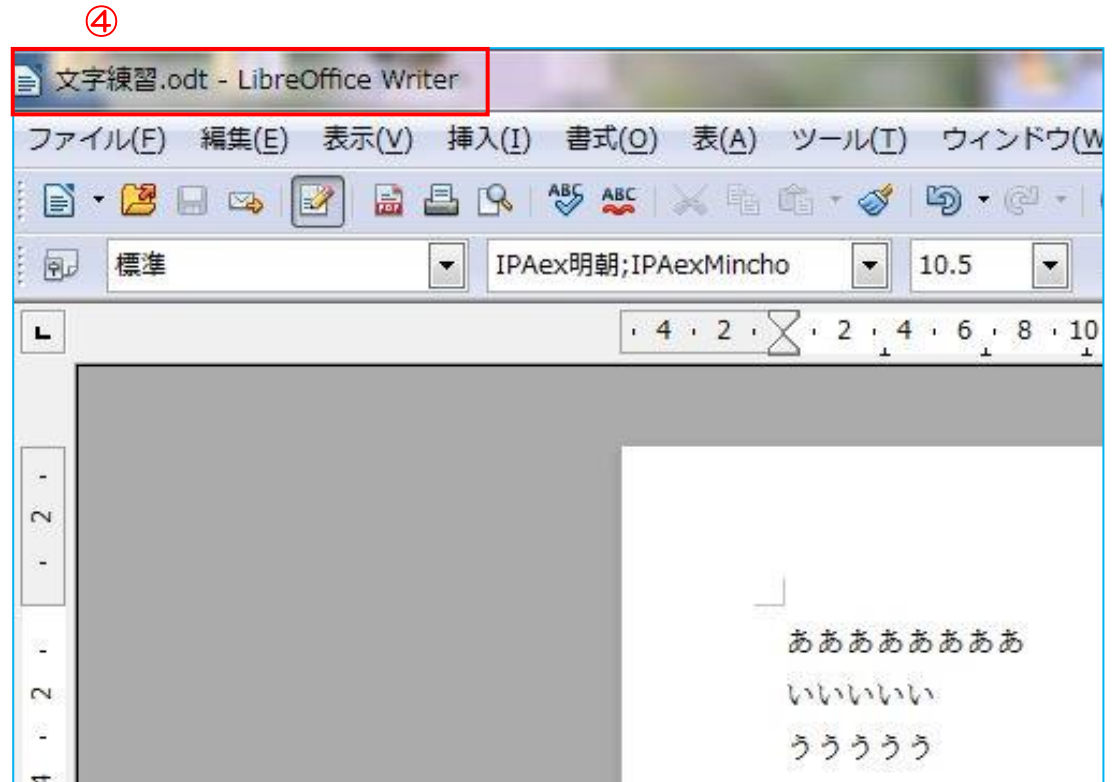 ④
文字練習.odt - LibreOffice Writer
ファイル(F) 編集(E) 表示(V) 挿入(I) 書式(O) 表(A) ツール(T) ウィンドウ(W
ABC ABC
標準 IPAex明朝;IPAexMincho 10.5
4 2 2 4 6 8 10
2
2
4
ああああああああ
いいいいい
ううううう